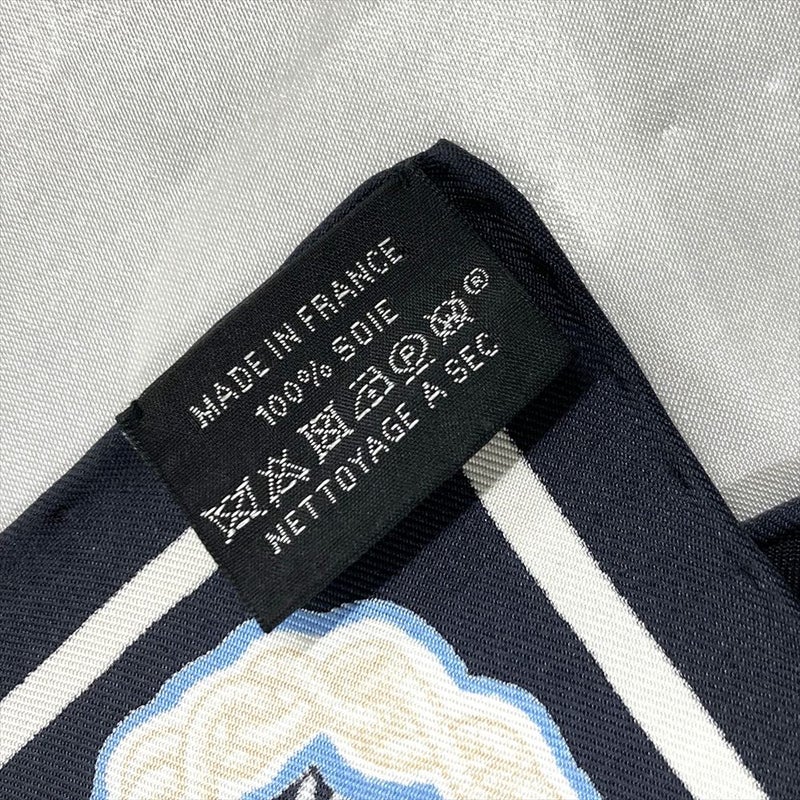 MADE IN FRANCE
100% SOIE
®
NETTOYAGE A SEC